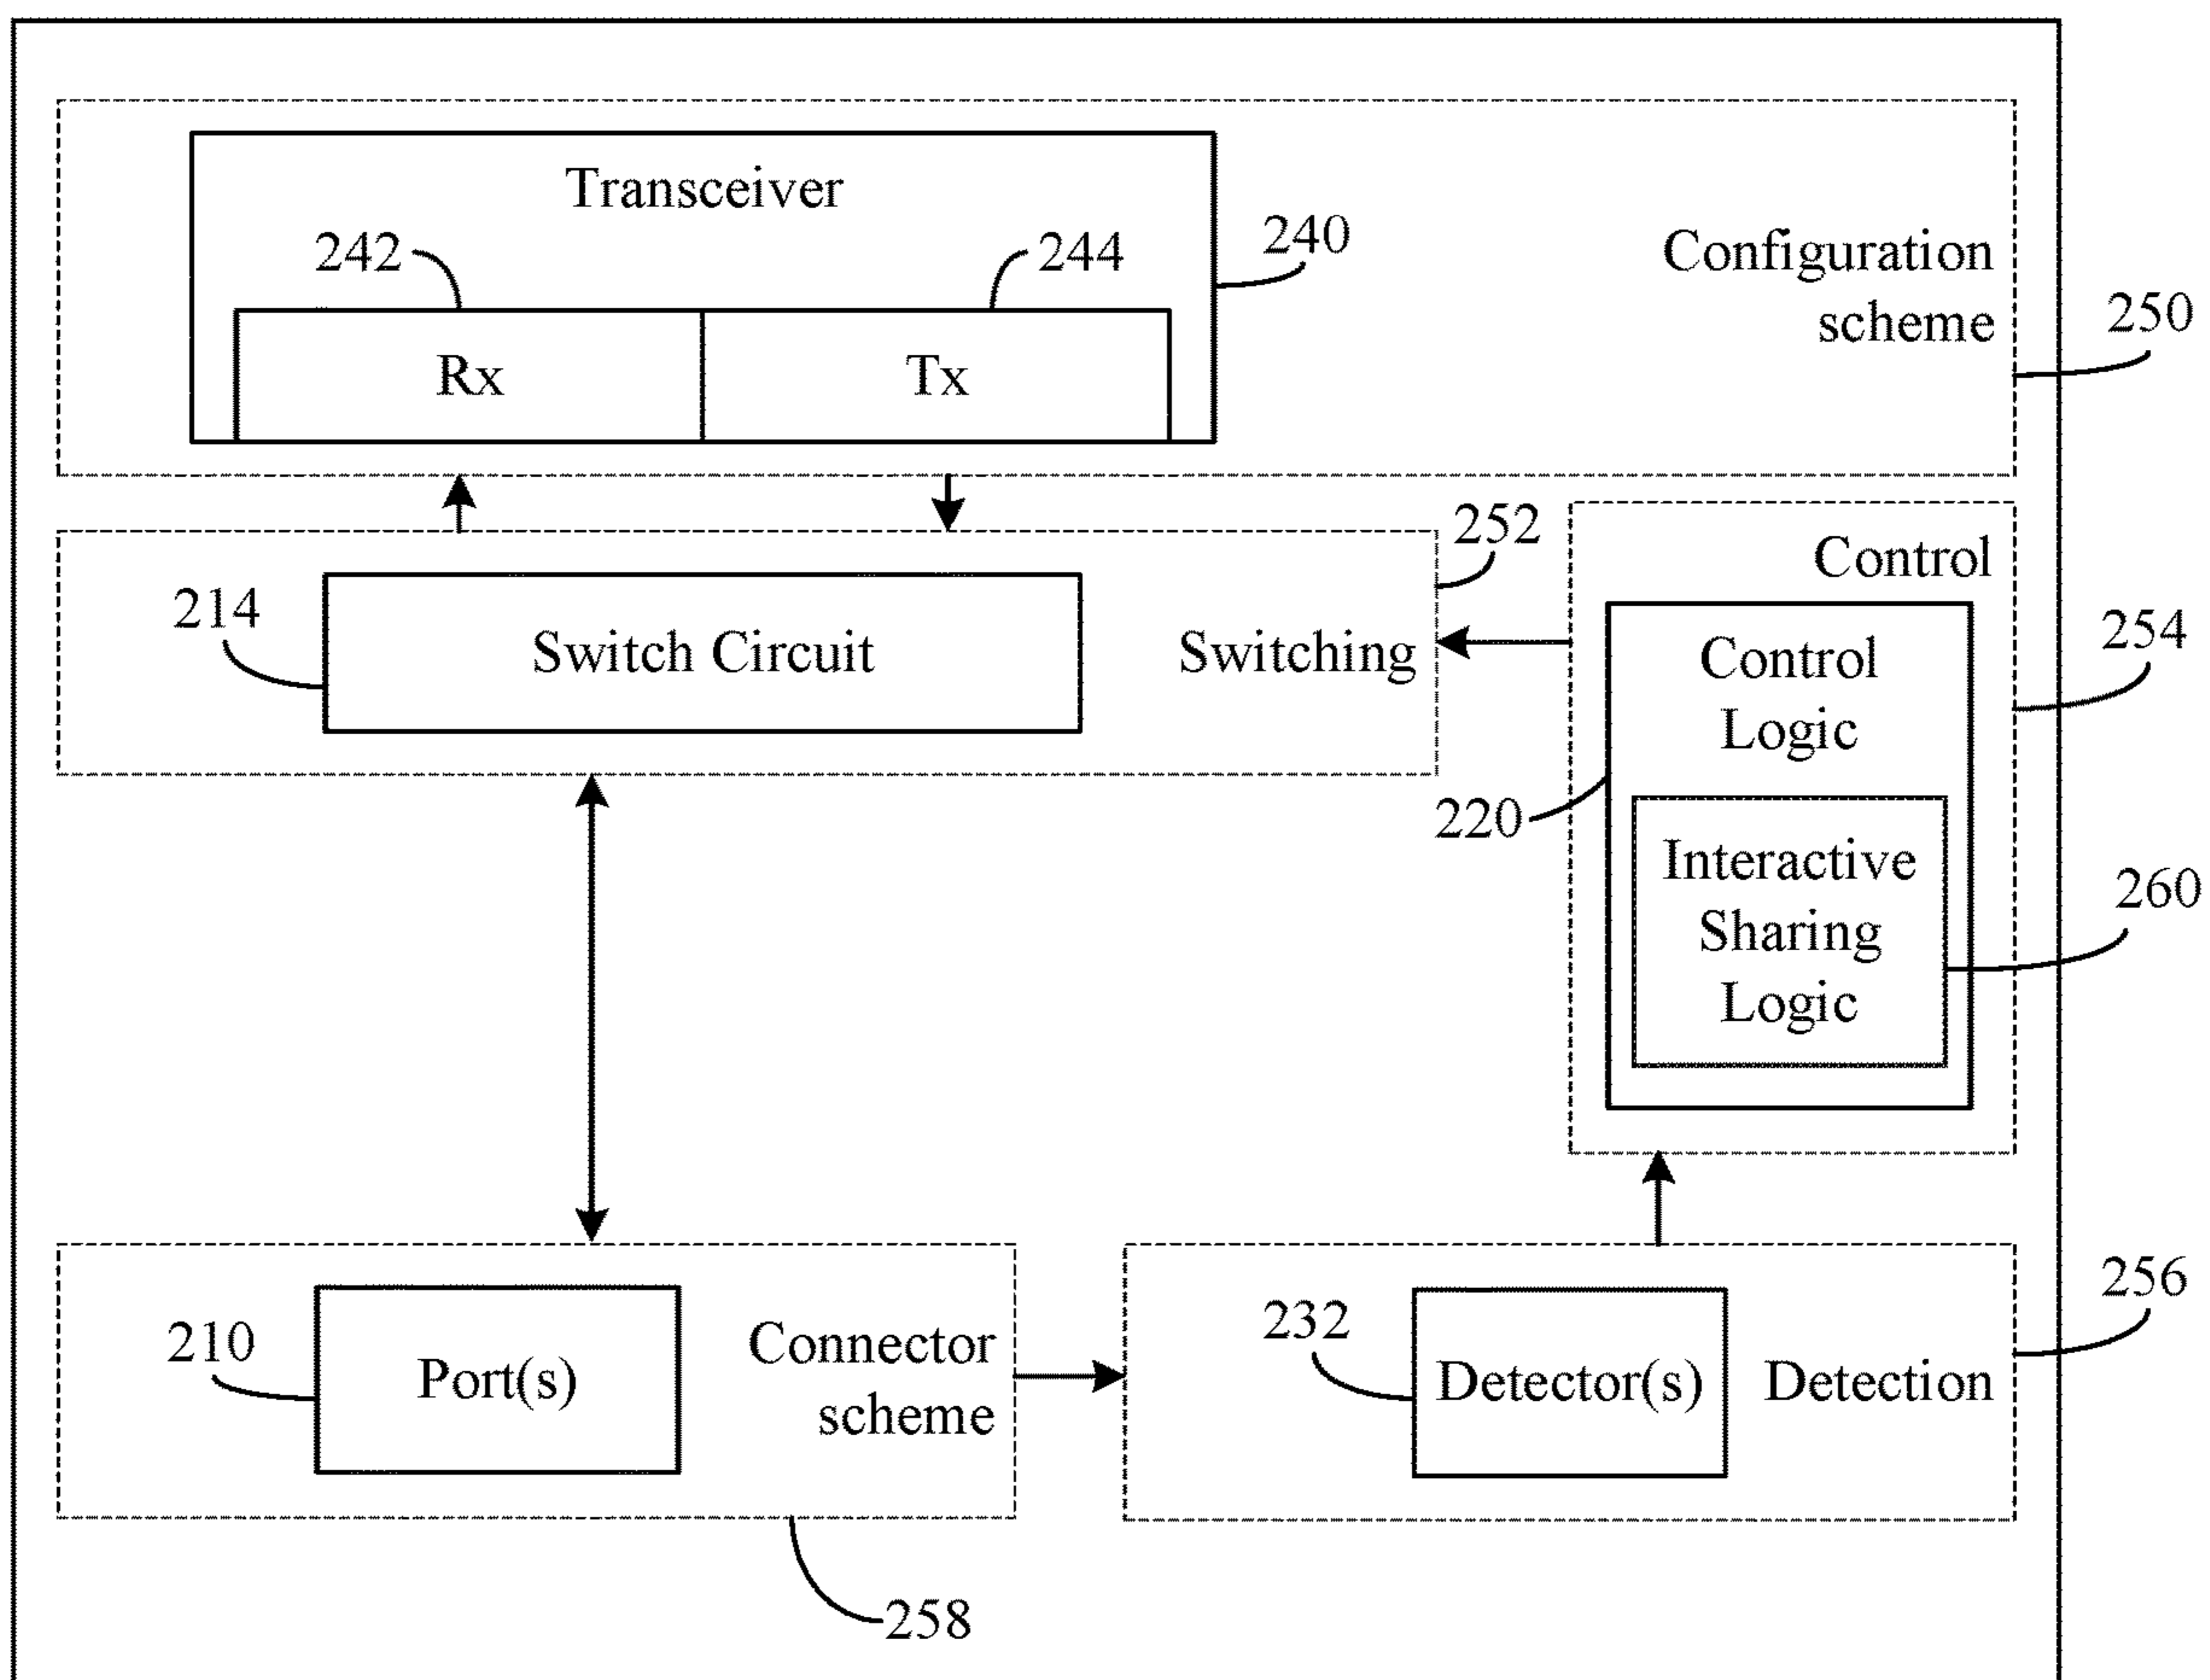 Transceiver
242
244
240
Configuration
scheme
250
Rx
Tx
252
Control
214
Switch Circuit
Switching
254
Control
Logic
220
Interactive
Sharing
Logic
260
210
Port(s)
Connector
scheme
232
Detector(s)
Detection
256
258